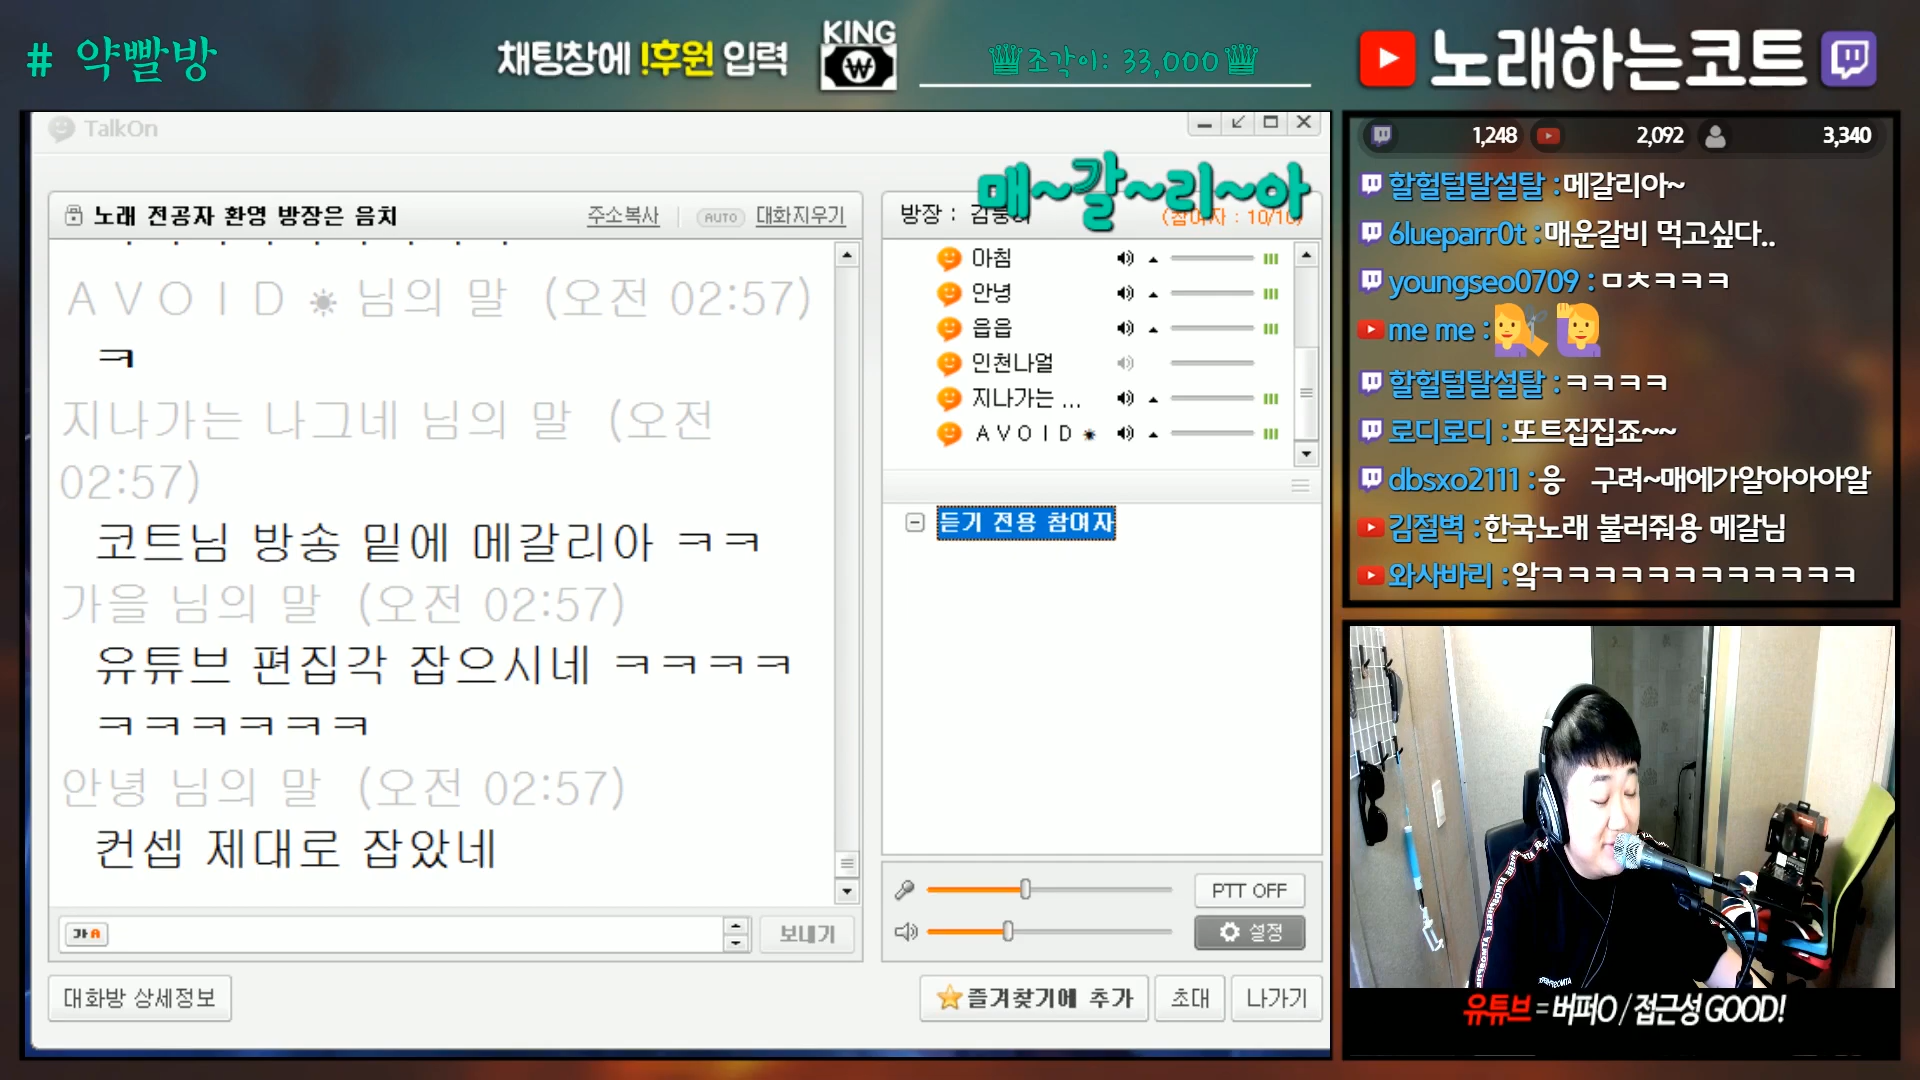 # 약빨방
채팅창에 !후원 입력
KING
조각이: 33,000
노래하는코트
TalkOn
노래 전공자 환영 방장은 음치
주소복사
AUTO
대화지우기
A V O I D ☀ 님의 말 (오전 02:57)
ㅋ
지나가는 나그네 님의 말 (오전
02:57)
코트님 방송 밑에 메갈리아 ㅋㅋ
가을 님의 말 (오전 02:57)
유튜브 편집각 잡으시네 ㅋㅋㅋㅋ
ㅋㅋㅋㅋㅋㅋ
안녕 님의 말 (오전 02:57)
컨셉 제대로 잡았네
가A
보내기
대화방 상세정보
매~갈~리~아
방장 :
(참여자 : 10/10)
아침
안녕
읍읍
인천나얼
지나가는 ...
A V O I D ☀
듣기 전용 참여자
PTT OFF
설정
즐겨찾기에 추가
초대
나가기
1,248
2,092
3,340
할헐털탈설탈 :메갈리아~
6lueparr0t :매운갈비 먹고싶다..
youngseo0709 :ㅁㅊㅋㅋㅋ
me me :
할헐털탈설탈 :ㅋㅋㅋㅋ
로디로디 :또트집집죠~~
dbsxo2111 :응 구려~매에가알아아아알
김절벽 :한국노래 불러줘용 메갈님
와사바리 :앜ㅋㅋㅋㅋㅋㅋㅋㅋㅋㅋㅋㅋ
유튜브 = 버퍼O / 접근성 GOOD!